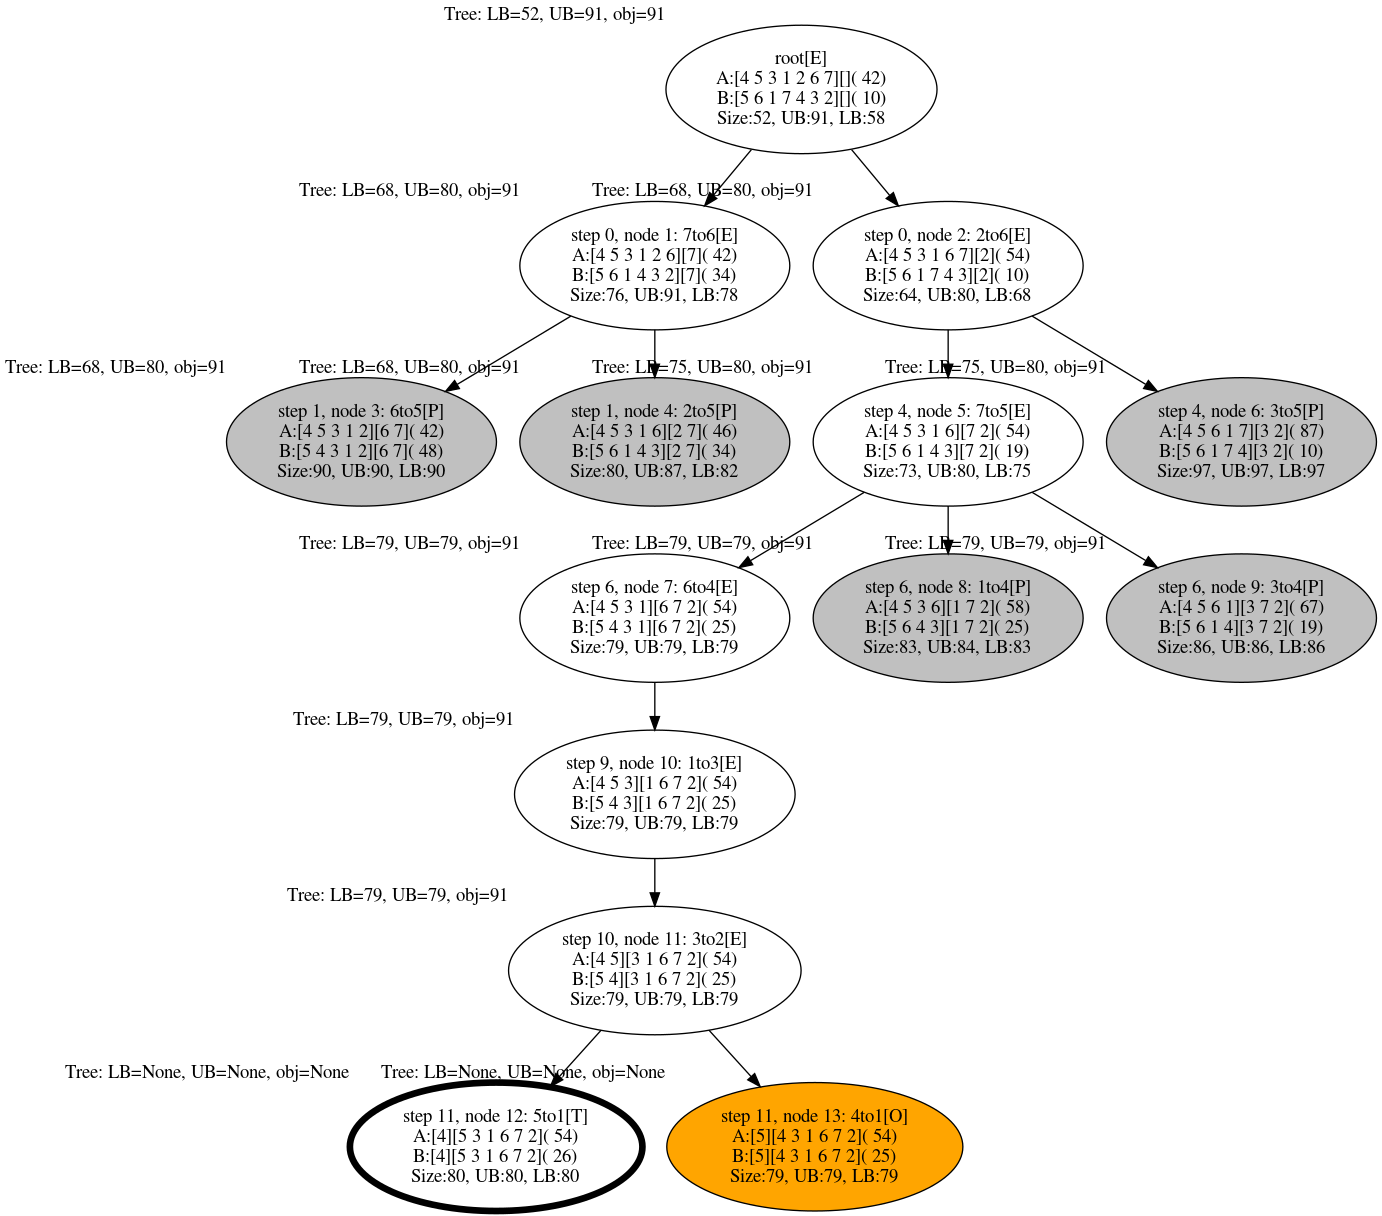 Tree: LB=52, UB=91, obj=91
root[E]
A:[4 5 3 1 2 6 7][]( 42)
B:[5 6 1 7 4 3 2][]( 10)
Size:52, UB:91, LB:58
Tree: LB=68, UB=80, obj=91
Tree: LB=68, UB=80, obj=91
step 0, node 1: 7to6[E]
A:[4 5 3 1 2 6][7]( 42)
B:[5 6 1 4 3 2][7]( 34)
Size:76, UB:91, LB:78
step 0, node 2: 2to6[E]
A:[4 5 3 1 6 7][2]( 54)
B:[5 6 1 7 4 3][2]( 10)
Size:64, UB:80, LB:68
Tree: LB=68, UB=80, obj=91
Tree: LB=68, UB=80, obj=91
Tree: LB=75, UB=80, obj=91
Tree: LB=75, UB=80, obj=91
step 1, node 3: 6to5[P]
A:[4 5 3 1 2][6 7]( 42)
B:[5 4 3 1 2][6 7]( 48)
Size:90, UB:90, LB:90
step 1, node 4: 2to5[P]
A:[4 5 3 1 6][2 7]( 46)
B:[5 6 1 4 3][2 7]( 34)
Size:80, UB:87, LB:82
step 4, node 5: 7to5[E]
A:[4 5 3 1 6][7 2]( 54)
B:[5 6 1 4 3][7 2]( 19)
Size:73, UB:80, LB:75
step 4, node 6: 3to5[P]
A:[4 5 6 1 7][3 2]( 87)
B:[5 6 1 7 4][3 2]( 10)
Size:97, UB:97, LB:97
Tree: LB=79, UB=79, obj=91
Tree: LB=79, UB=79, obj=91
Tree: LB=79, UB=79, obj=91
step 6, node 7: 6to4[E]
A:[4 5 3 1][6 7 2]( 54)
B:[5 4 3 1][6 7 2]( 25)
Size:79, UB:79, LB:79
step 6, node 8: 1to4[P]
A:[4 5 3 6][1 7 2]( 58)
B:[5 6 4 3][1 7 2]( 25)
Size:83, UB:84, LB:83
step 6, node 9: 3to4[P]
A:[4 5 6 1][3 7 2]( 67)
B:[5 6 1 4][3 7 2]( 19)
Size:86, UB:86, LB:86
Tree: LB=79, UB=79, obj=91
step 9, node 10: 1to3[E]
A:[4 5 3][1 6 7 2]( 54)
B:[5 4 3][1 6 7 2]( 25)
Size:79, UB:79, LB:79
Tree: LB=79, UB=79, obj=91
step 10, node 11: 3to2[E]
A:[4 5][3 1 6 7 2]( 54)
B:[5 4][3 1 6 7 2]( 25)
Size:79, UB:79, LB:79
Tree: LB=None, UB=None, obj=None
Tree: LB=None, UB=None, obj=None
step 11, node 12: 5to1[T]
A:[4][5 3 1 6 7 2]( 54)
B:[4][5 3 1 6 7 2]( 26)
Size:80, UB:80, LB:80
step 11, node 13: 4to1[O]
A:[5][4 3 1 6 7 2]( 54)
B:[5][4 3 1 6 7 2]( 25)
Size:79, UB:79, LB:79